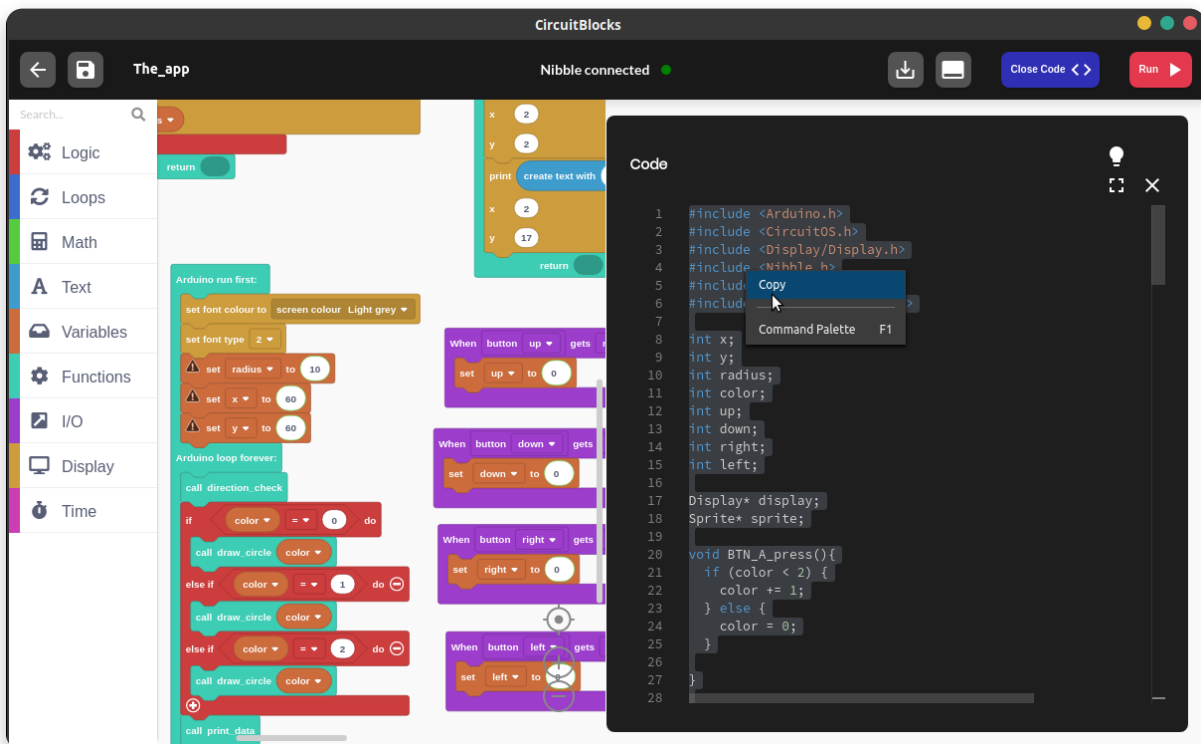 CircuitBlocks
The_app
Nibble connected
Close Code
Run
Search...
Logic
Loops
Math
Text
Variables
Functions
I/O
Display
Time
return
x 2
y 2
print create text with
x 2
y 17
return
Arduino run first:
set font colour to screen colour Light grey
set font type 2
set radius to 10
set x to 60
set y to 60
Arduino loop forever:
call direction_check
if color = 0 do
call draw_circle color
else if color = 1 do
call draw_circle color
else if color = 2 do
call draw_circle color
call print_data
When button up gets
set up to 0
When button down gets
set down to 0
When button right gets
set right to 0
When button left gets
set left to
Code
1 #include <Arduino.h>
2 #include <CircuitOS.h>
3 #include <Display/Display.h>
4 #include <Nibble.h>
5 #includ
6 #includ >
7
8 int x;
9 int y;
10 int radius;
11 int color;
12 int up;
13 int down;
14 int right;
15 int left;
16
17 Display* display;
18 Sprite* sprite;
19
20 void BTN_A_press(){
21 if (color < 2) {
22 color += 1;
23 } else {
24 color = 0;
25 }
26
27 }
28
Copy
Command Palette F1